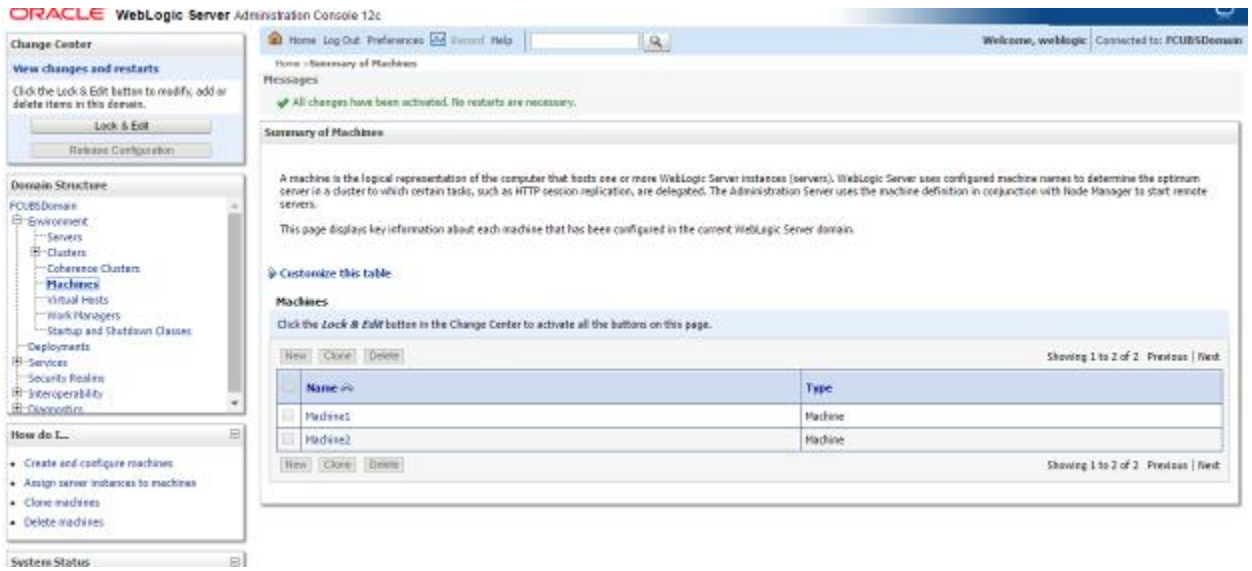 ORACLE WebLogic Server Administration Console 12c
Change Center
View changes and restarts
Click the Lock & Edit button to modify, add or
delete items in this domain.
Lock & Edit
Release Configuration
Domain Structure
FCUBSDomain
Environment
Servers
Clusters
Coherence Clusters
Machines
Virtual Hosts
Work Managers
Startup and Shutdown Classes
Deployments
Services
Security Realms
Interoperability
Diagnostics
How do I...
Create and configure machines
Assign server instances to machines
Clone machines
Delete machines
System Status
Home Log Out Preferences Record Help
Welcome, weblogic Connected to: FCUBSDomain
Home >Summary of Machines
Messages
All changes have been activated. No restarts are necessary.
Summary of Machines
A machine is the logical representation of the computer that hosts one or more WebLogic Server instances (servers). WebLogic Server uses configured machine names to determine the optimum
server in a cluster to which certain tasks, such as HTTP session replication, are delegated. The Administration Server uses the machine definition in conjunction with Node Manager to start remote
servers.
This page displays key information about each machine that has been configured in the current WebLogic Server domain.
Customize this table
Machines
Click the Lock & Edit button in the Change Center to activate all the buttons on this page.
New Clone Delete
Showing 1 to 2 of 2 Previous | Next
Name Type
Machine1 Machine
Machine2 Machine
New Clone Delete
Showing 1 to 2 of 2 Previous | Next